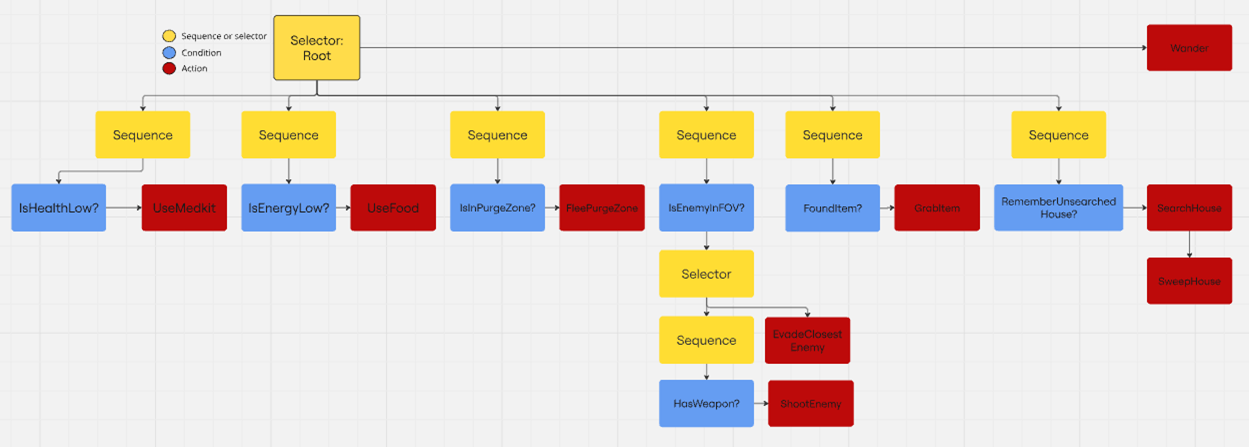 Sequence or selector
Condition
Action
Selector:
Root
Wander
Sequence
Sequence
Sequence
Sequence
Sequence
Sequence
IsHealthLow?
UseMedkit
IsEnergyLow?
UseFood
IsInPurgeZone?
FleePurgeZone
IsEnemyInFOV?
FoundItem?
GrabItem
RememberUnsearched
House?
SearchHouse
Selector
SweepHouse
Sequence
EvadeClosest
Enemy
HasWeapon?
ShootEnemy